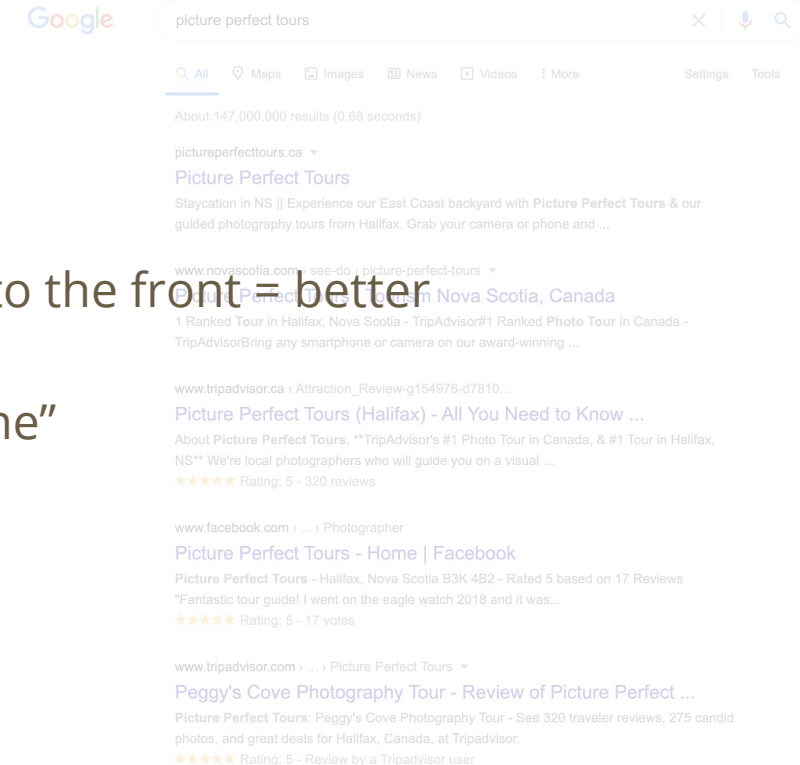 Google
picture perfect tours
All Maps Images News Videos More Settings Tools
About 147,000,000 results (0.68 seconds)
pictureperfecttours.ca
Picture Perfect Tours
Staycation in NS || Experience our East Coast backyard with Picture Perfect Tours & our
guided photography tours from Halifax. Grab your camera or phone and ...
www.novascotia.com › see-do › picture-perfect-tours
to the front = better
Picture Perfect Tours | Tourism Nova Scotia, Canada
1 Ranked Tour in Halifax, Nova Scotia - TripAdvisor#1 Ranked Photo Tour in Canada -
TripAdvisorBring any smartphone or camera on our award-winning ...
www.tripadvisor.ca › Attraction_Review-g154976-d7810...
Picture Perfect Tours (Halifax) - All You Need to Know ...
ne”
About Picture Perfect Tours. **TripAdvisor's #1 Photo Tour in Canada, & #1 Tour in Halifax,
NS** We're local photographers who will guide you on a visual ...
Rating: 5 - 320 reviews
www.facebook.com › ... › Photographer
Picture Perfect Tours - Home | Facebook
Picture Perfect Tours - Halifax, Nova Scotia B3K 4B2 - Rated 5 based on 17 Reviews
"Fantastic tour guide! I went on the eagle watch 2018 and it was...
Rating: 5 - 17 votes
www.tripadvisor.com › ... › Picture Perfect Tours
Peggy's Cove Photography Tour - Review of Picture Perfect ...
Picture Perfect Tours: Peggy's Cove Photography Tour - See 320 traveler reviews, 275 candid
photos, and great deals for Halifax, Canada, at Tripadvisor.
Rating: 5 - Review by a Tripadvisor user